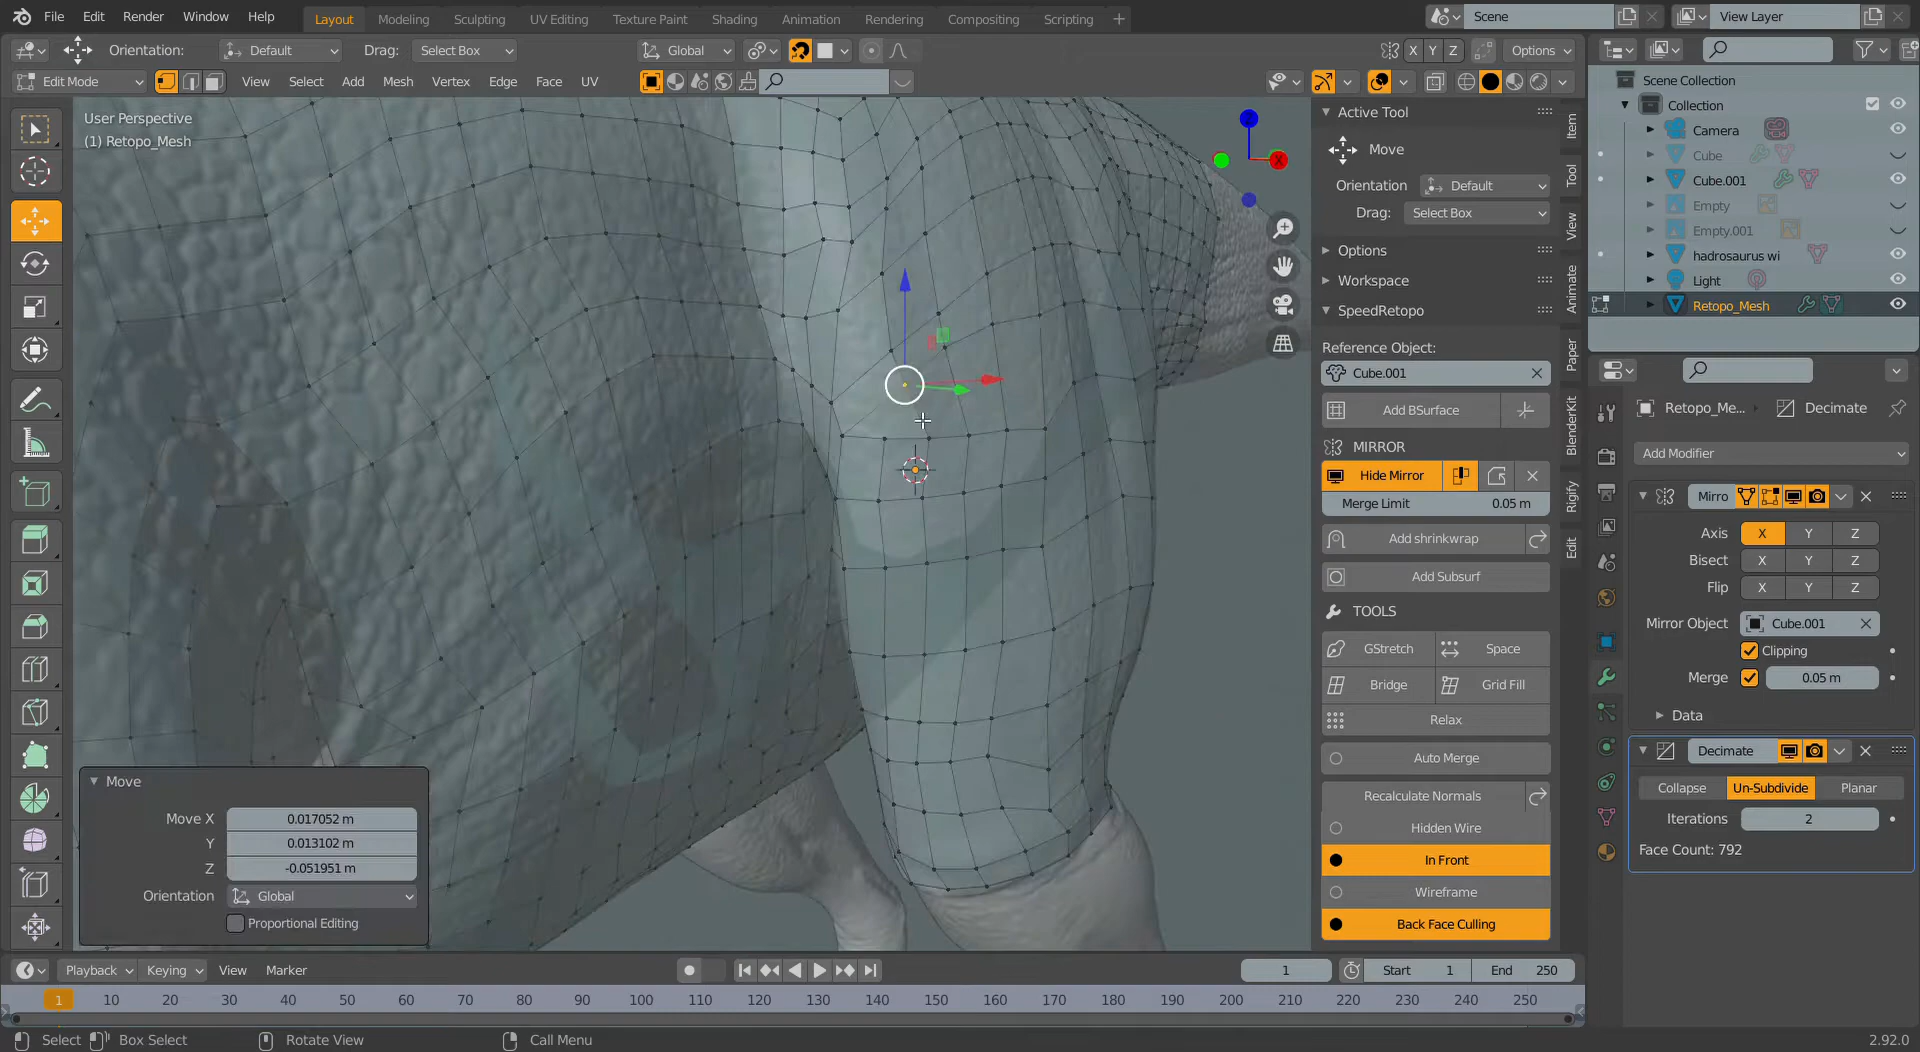 File Edit Render Window Help Layout Modeling Sculpting UV Editing Texture Paint Shading Animation Rendering Compositing Scripting + Scene View Layer
Orientation: Default Drag: Select Box Global X Y Z Options
Edit Mode View Select Add Mesh Vertex Edge Face UV
User Perspective
(1) Retopo_Mesh
Z
X
Move
Move X 0.017052 m
Y 0.013102 m
Z -0.051951 m
Orientation Global
Proportional Editing
Active Tool
Move
Orientation Default
Drag: Select Box
Options
Workspace
SpeedRetopo
Reference Object:
Cube.001
Add BSurface
MIRROR
Hide Mirror
Merge Limit 0.05 m
Add shrinkwrap
Add Subsurf
TOOLS
GStretch Space
Bridge Grid Fill
Relax
Auto Merge
Recalculate Normals
Hidden Wire
In Front
Wireframe
Back Face Culling
Item
Tool
View
Animate
Paper
BlenderKit
Rigify
Edit
Scene Collection
Collection
Camera
Cube
Cube.001
Empty
Empty.001
hadrosaurus wi
Light
Retopo_Mesh
Retopo_Me... Decimate
Add Modifier
Mirro
Axis X Y Z
Bisect X Y Z
Flip X Y Z
Mirror Object Cube.001
Clipping
Merge 0.05 m
Data
Decimate
Collapse Un-Subdivide Planar
Iterations 2
Face Count: 792
Playback Keying View Marker 1 Start 1 End 250
1 10 20 30 40 50 60 70 80 90 100 110 120 130 140 150 160 170 180 190 200 210 220 230 240 250
Select Box Select Rotate View Call Menu 2.92.0